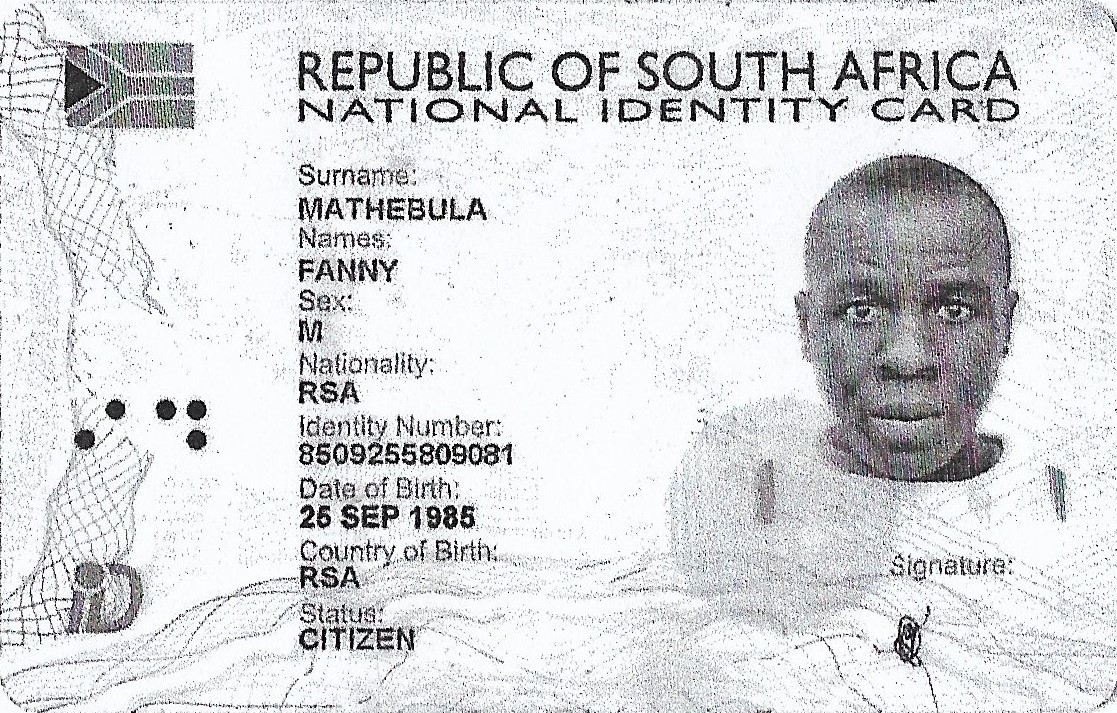 REPUBLIC OF SOUTH AFRICA
NATIONAL IDENTITY CARD
Surname:
MATHEBULA
Names:
FANNY
Sex:
M
Nationality:
RSA
Identity Number:
8509255809081
Date of Birth:
25 SEP 1985
Country of Birth:
RSA
Status:
CITIZEN
Signature:
iD